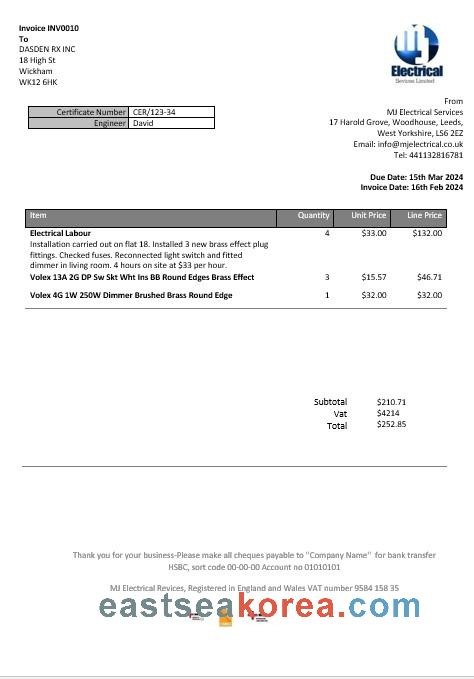 Invoice INV0010
To
DASDEN RX INC
18 High St
Wickham
WK12 6HK
Electrical
Services Limited
Certificate Number CER/123-34
Engineer David
From
MJ Electrical Services
17 Harold Grove, Woodhouse, Leeds,
West Yorkshire, LS6 2EZ
Email: info@mjelectrical.co.uk
Tel: 441132816781
Due Date: 15th Mar 2024
Invoice Date: 16th Feb 2024
Item Quantity Unit Price Line Price
Electrical Labour 4 $33.00 $132.00
Installation carried out on flat 18. Installed 3 new brass effect plug
fittings. Checked fuses. Reconnected light switch and fitted
dimmer in living room. 4 hours on site at $33 per hour.
Volex 13A 2G DP Sw Skt Wht Ins BB Round Edges Brass Effect 3 $15.57 $46.71
Volex 4G 1W 250W Dimmer Brushed Brass Round Edge 1 $32.00 $32.00
Subtotal $210.71
Vat $4214
Total $252.85
Thank you for your business-Please make all cheques payable to "Company Name" for bank transfer
HSBC, sort code 00-00-00 Account no 01010101
MJ Electrical Revices, Registered in England and Wales VAT number 9584 158 35
eastseakorea.com